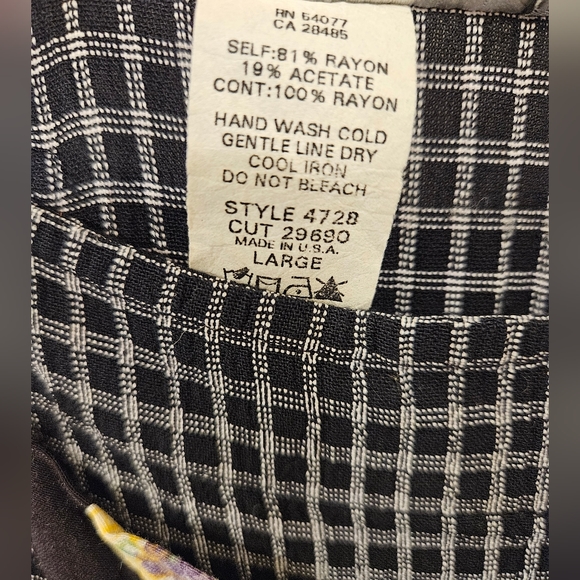 RN 54077
CA 28485
SELF:81% RAYON
19% ACETATE
CONT:100% RAYON
HAND WASH COLD
GENTLE LINE DRY
COOL IRON
DO NOT BLEACH
STYLE 4728
CUT 29690
MADE IN U.S.A.
LARGE